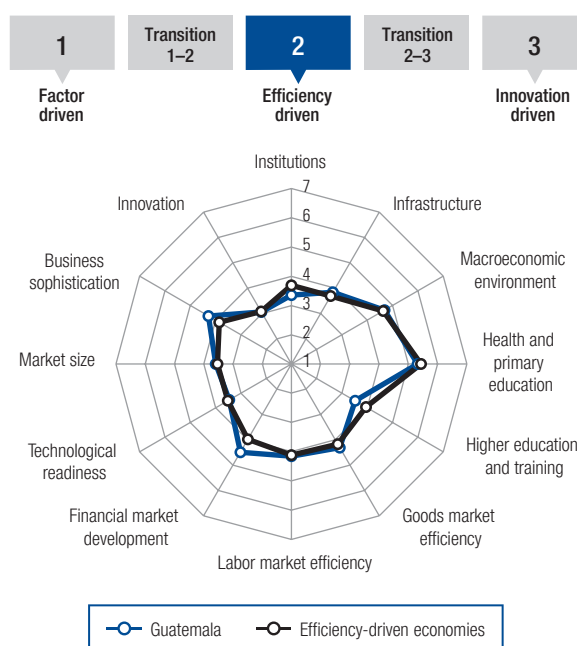 1
Transition
1–2
2
Transition
2–3
3
Factor
driven
Efficiency
driven
Innovation
driven
Institutions
Infrastructure
Macroeconomic
environment
Health and
primary
education
Higher education
and training
Goods market
efficiency
Labor market efficiency
Financial market
development
Technological
readiness
Market size
Business
sophistication
Innovation
7
6
5
4
3
2
1
Guatemala
Efficiency-driven economies